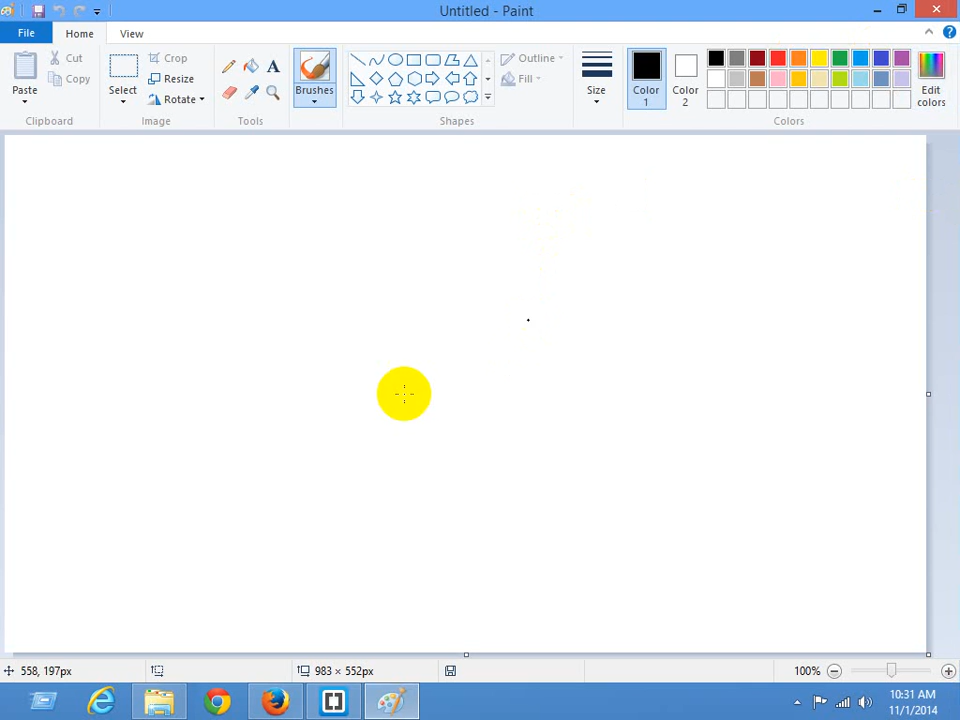 Untitled - Paint
File Home View
Paste
Cut
Copy
Clipboard
Select
Crop
Resize
Rotate
Image
A
Tools
Brushes
Outline
Fill
Shapes
Size
Color
1
Color
2
Edit
colors
Colors
558, 197px
983 × 552px
100%
10:31 AM
11/1/2014